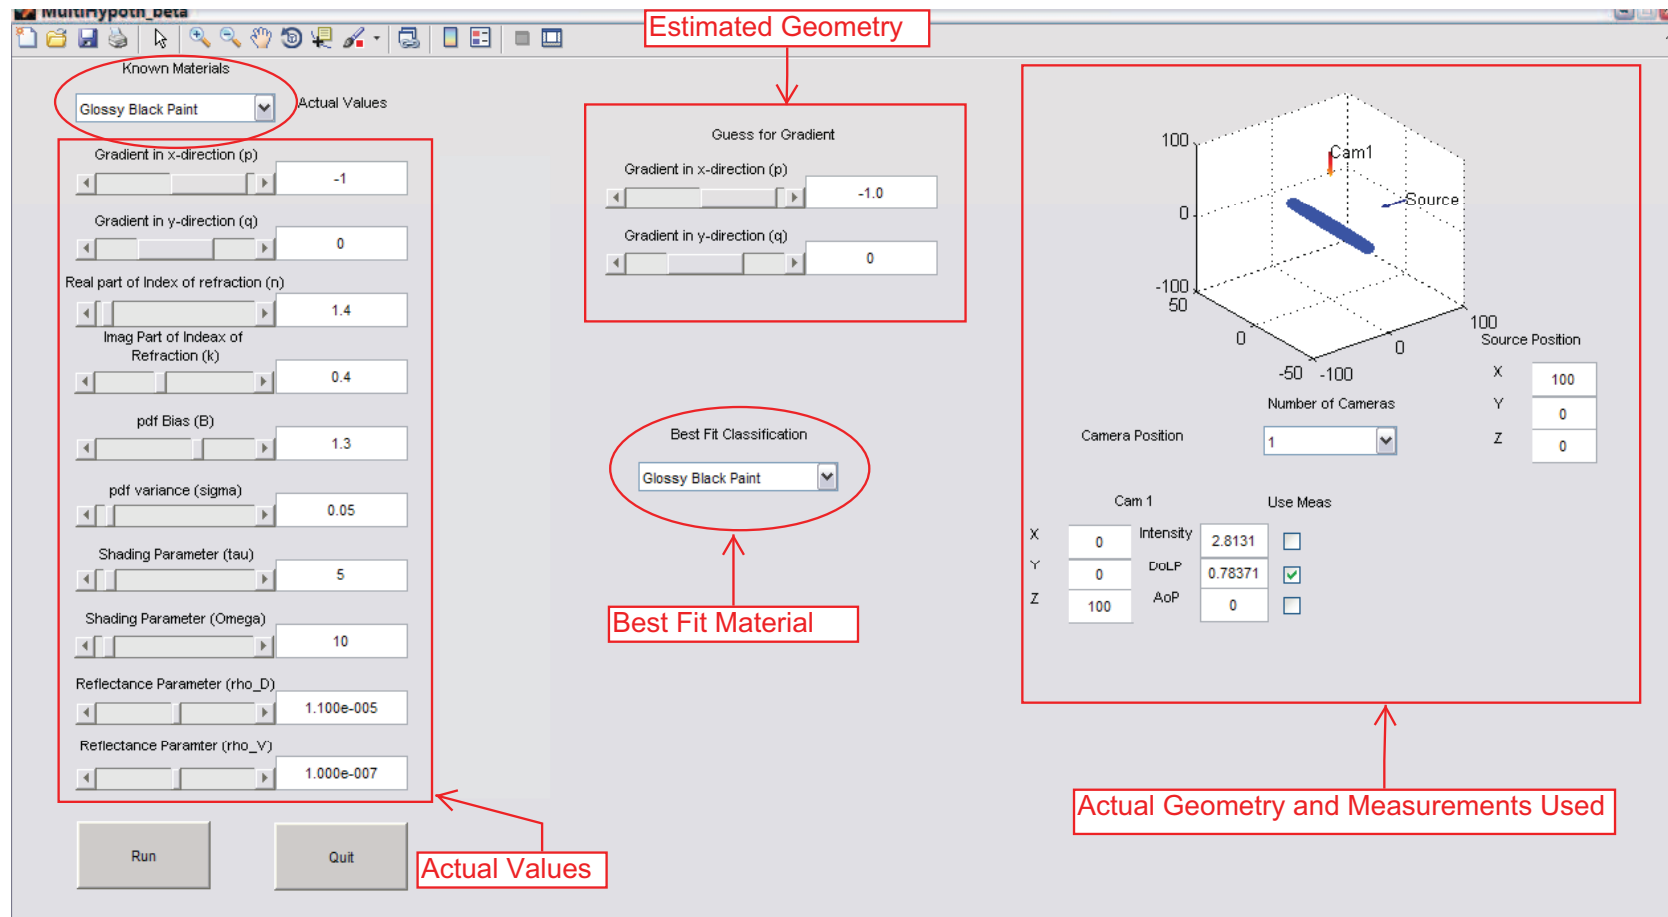 MultiHypoth_beta
Estimated Geometry
Known Materials
Glossy Black Paint
Actual Values
Gradient in x-direction (p)
-1
Gradient in y-direction (q)
0
Real part of Index of refraction (n)
1.4
Imag Part of Indeax of
Refraction (k)
0.4
pdf Bias (B)
1.3
pdf variance (sigma)
0.05
Shading Parameter (tau)
5
Shading Parameter (Omega)
10
Reflectance Parameter (rho_D)
1.100e-005
Reflectance Paramter (rho_V)
1.000e-007
Run
Quit
Actual Values
Guess for Gradient
Gradient in x-direction (p)
-1.0
Gradient in y-direction (q)
0
Best Fit Classification
Glossy Black Paint
Best Fit Material
100
0
-100
50
0
-50
-100
0
100
Cam1
Source
Source Position
X
100
Y
0
Z
0
Number of Cameras
Camera Position
1
Cam 1
Use Meas
X
0
Intensity
2.8131
Y
0
DoLP
0.78371
Z
100
AoP
0
Actual Geometry and Measurements Used